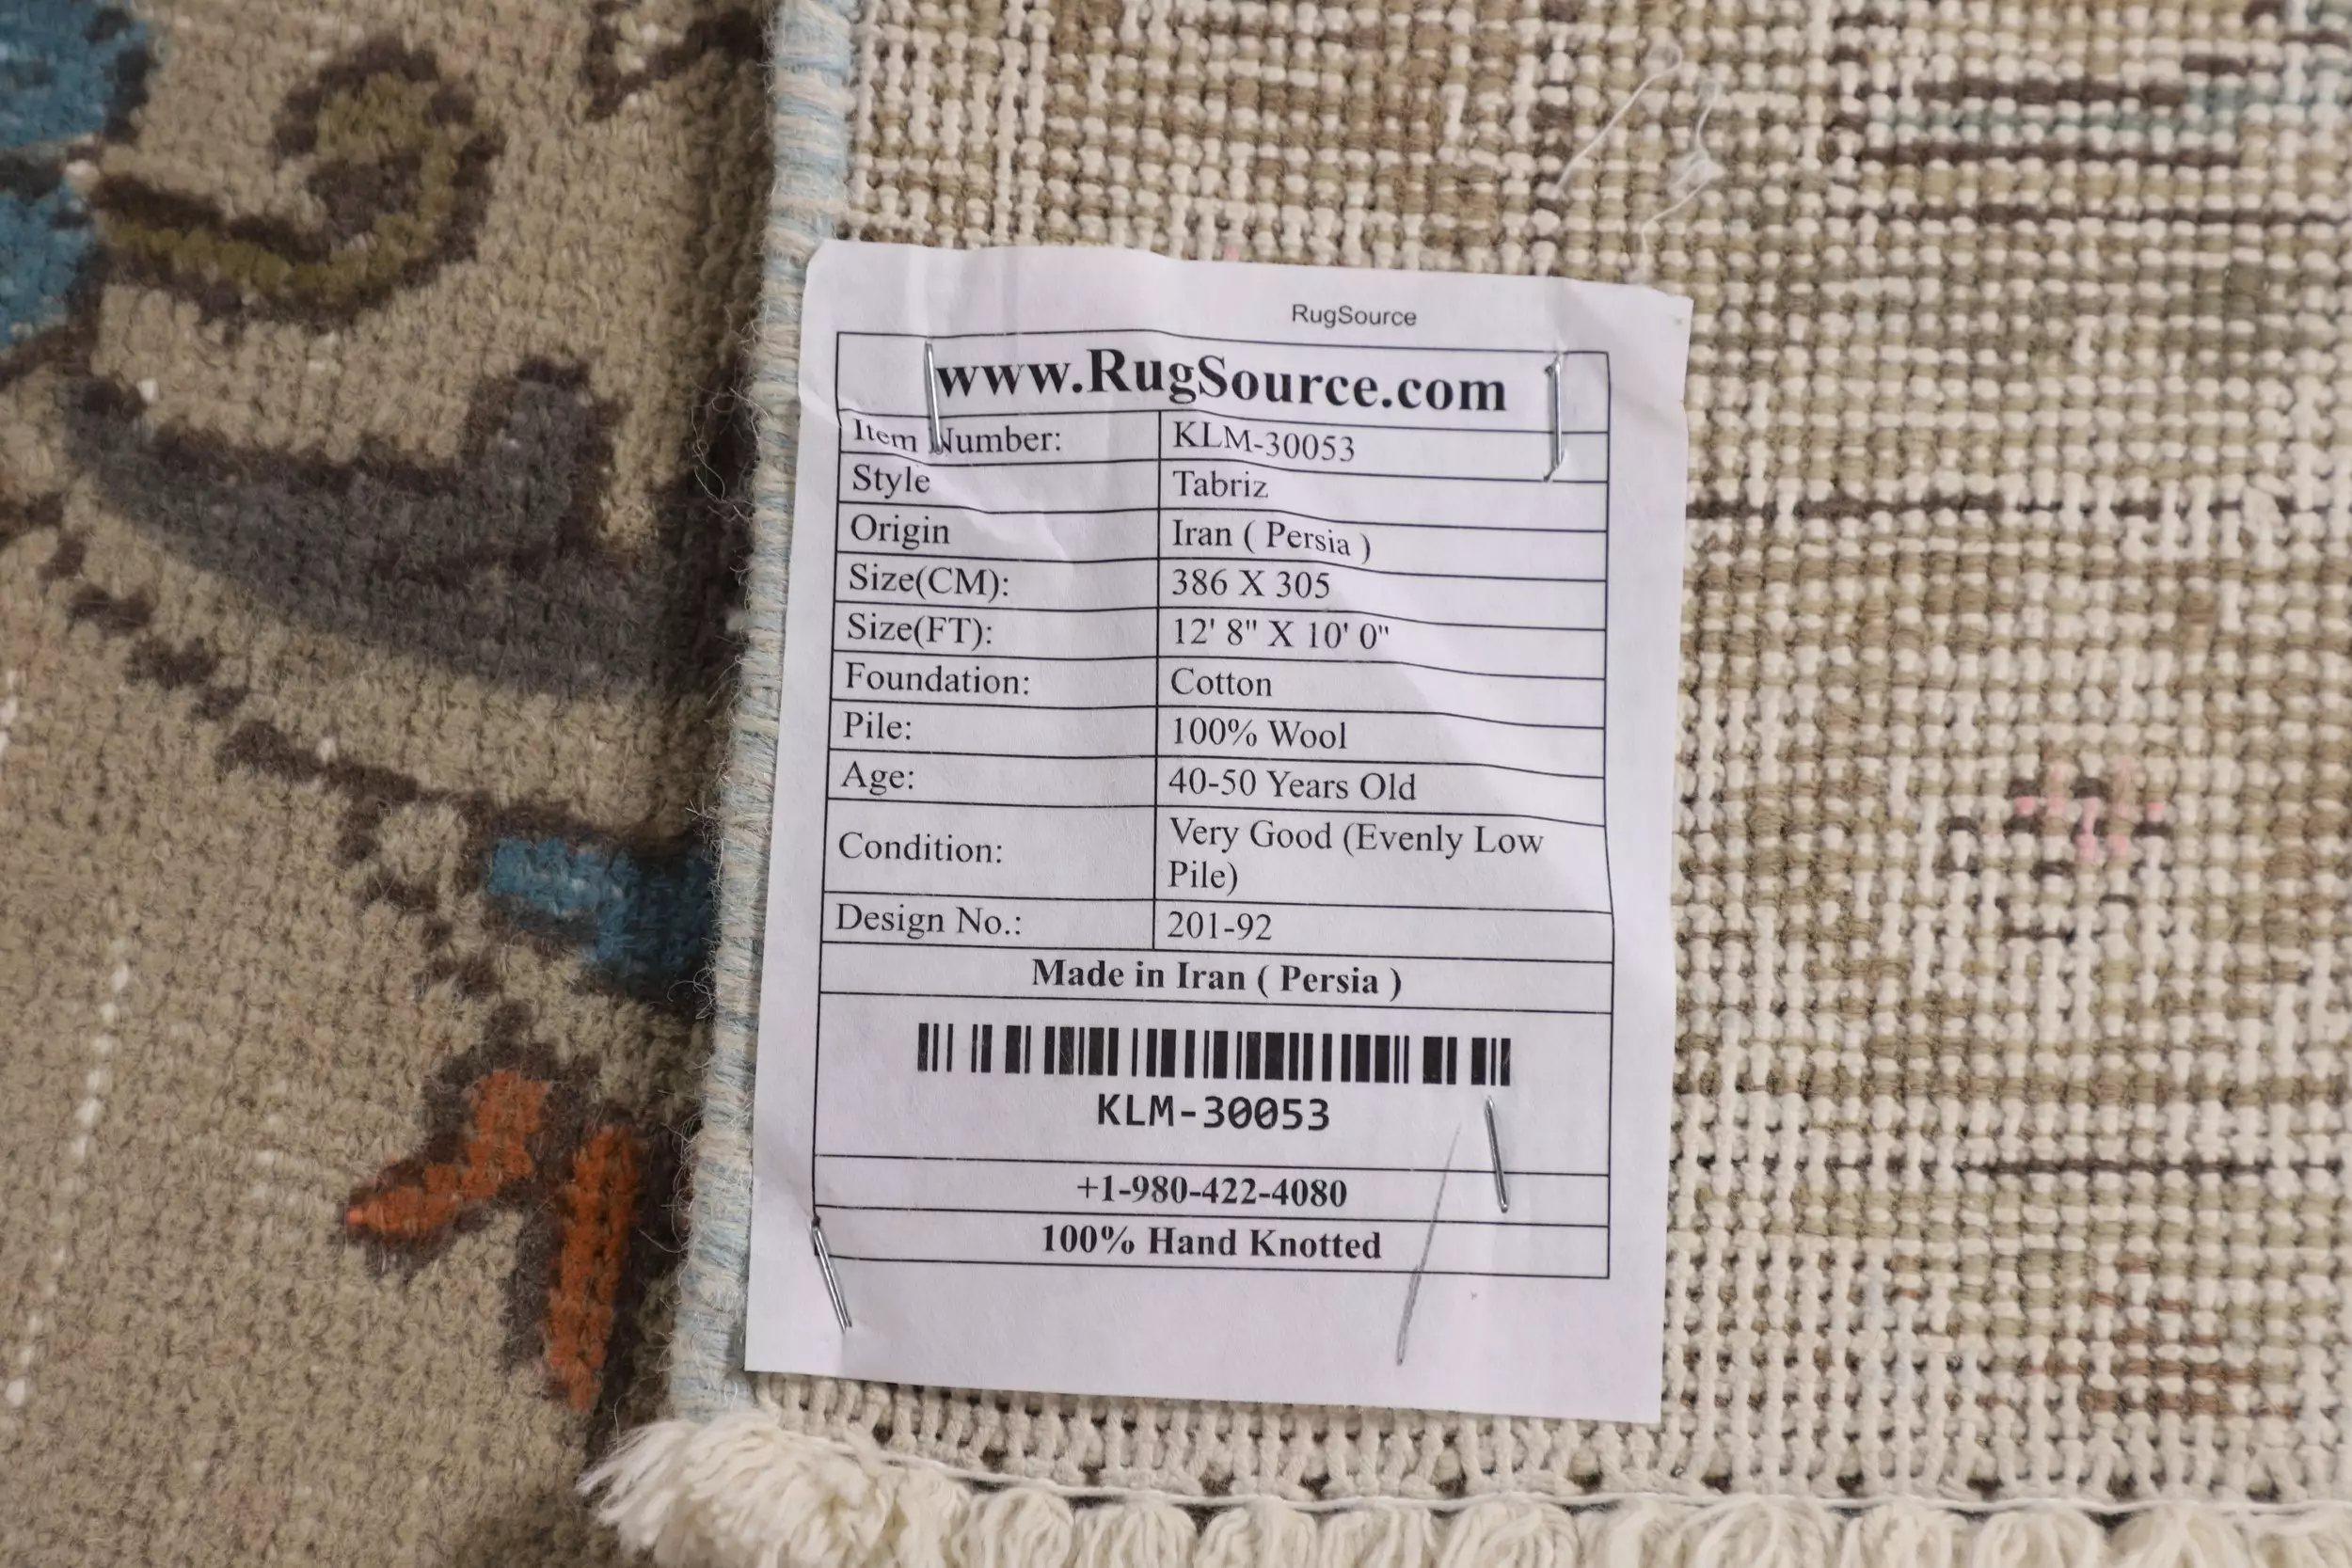 RugSource
www.RugSource.com
Item Number: KLM-30053
Style Tabriz
Origin Iran ( Persia )
Size(CM): 386 X 305
Size(FT): 12' 8" X 10' 0"
Foundation: Cotton
Pile: 100% Wool
Age: 40-50 Years Old
Condition: Very Good (Evenly Low
Pile)
Design No.: 201-92
Made in Iran ( Persia )
KLM-30053
+1-980-422-4080
100% Hand Knotted